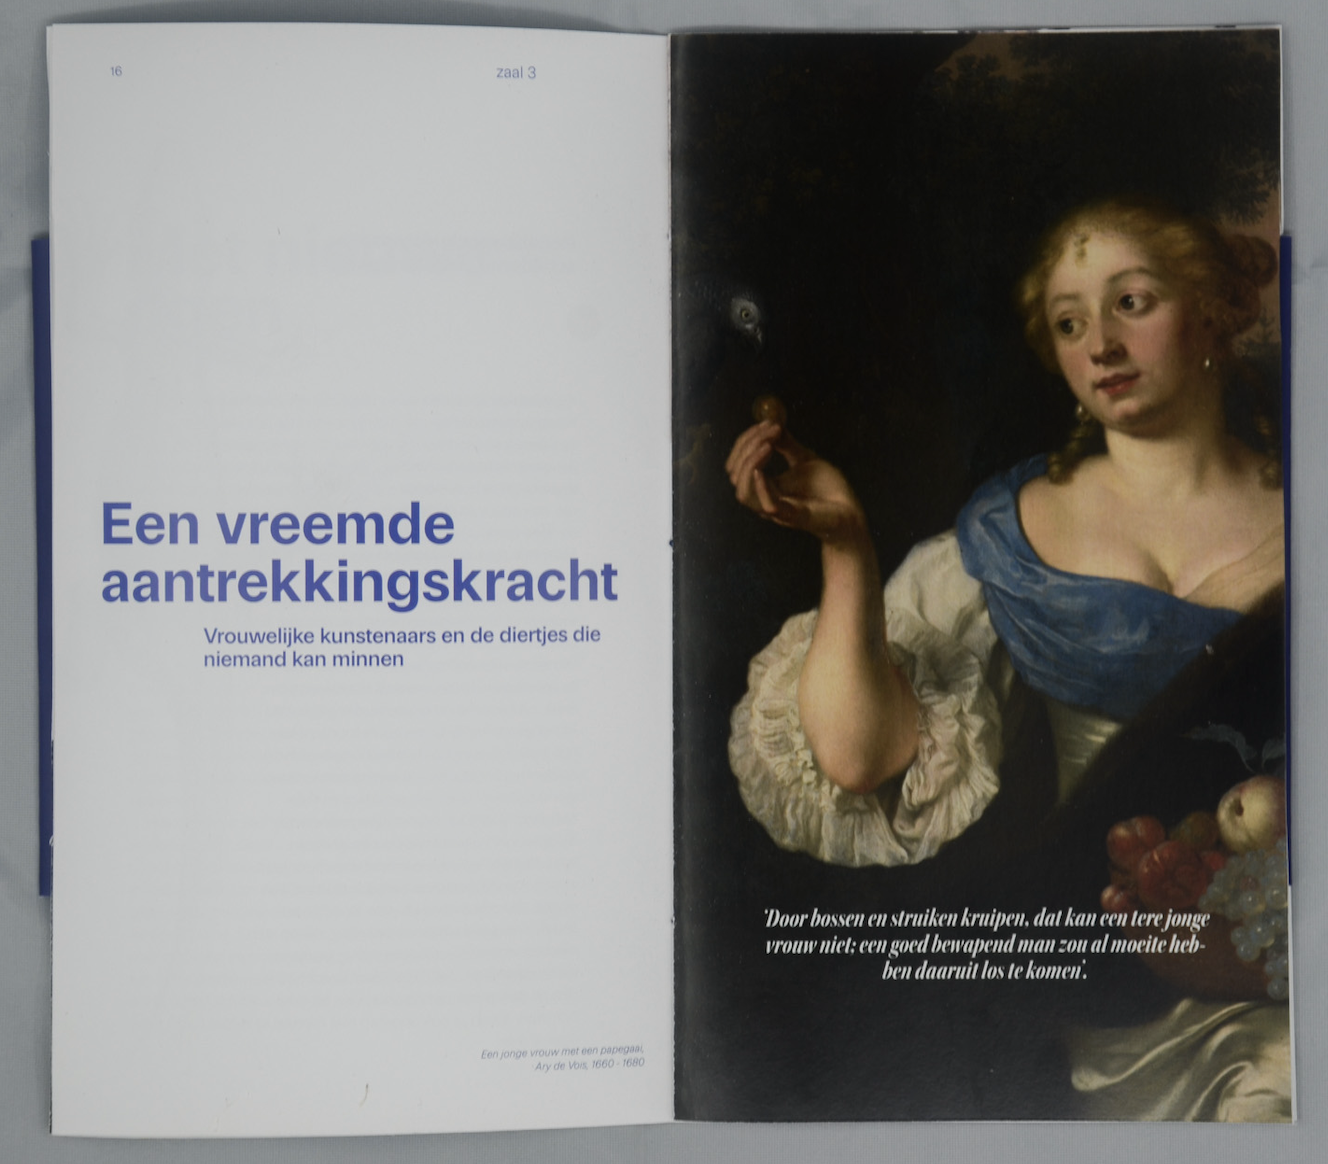 16
zaal 3
Een vreemde
aantrekkingskracht
Vrouwelijke kunstenaars en de diertjes die
niemand kan minnen
Een jonge vrouw met een papegaai,
Ary de Vois, 1660 - 1680
'Door bossen en struiken kruipen, dat kan een tere jonge
vrouw niet; een goed bewapend man zou al moeite heb-
ben daaruit los te komen'.